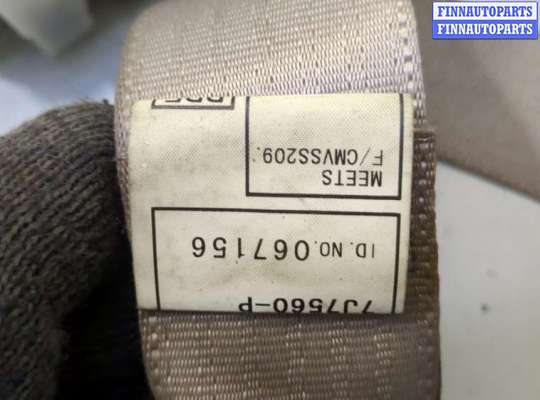 FINNAUTOPARTS
FINNAUTOPARTS
7J7560-P
ID. NO. 067156
MEETS
F/CMVSS209.